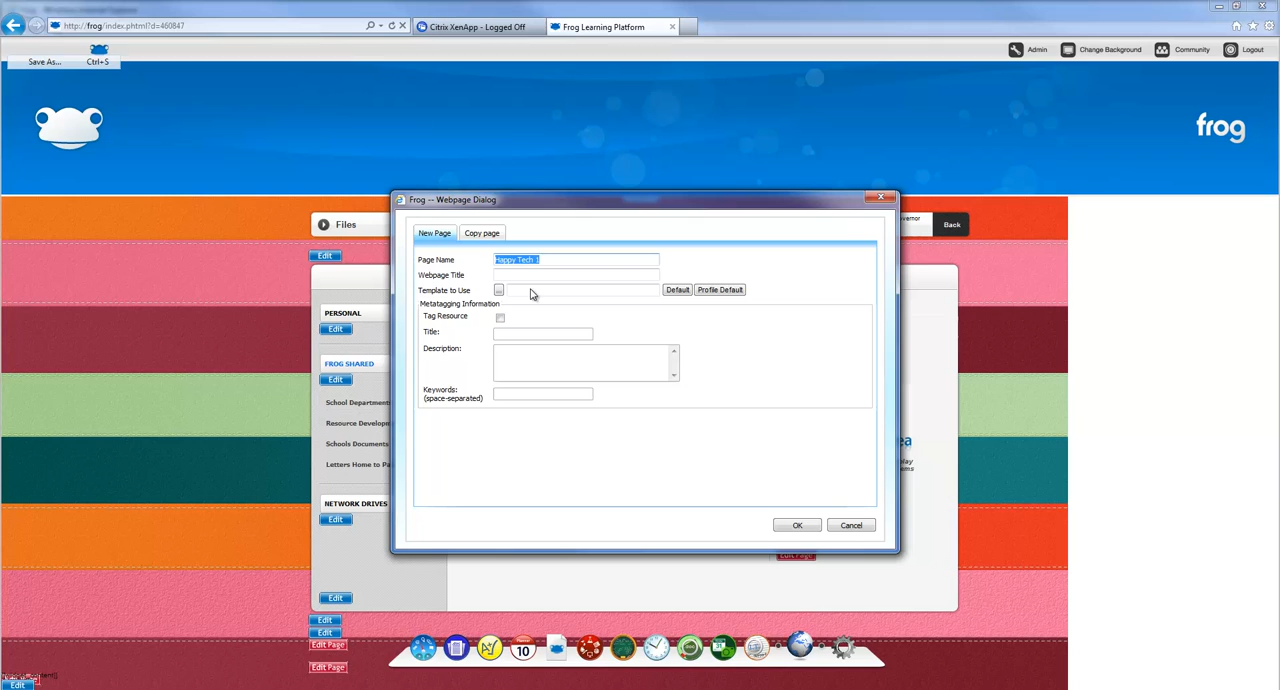 http://frog/index.phtml?d=460847
Citrix XenApp - Logged Off
Frog Learning Platform
Save As...
Ctrl+S
Admin
Change Background
Community
Logout
frog
Files
Back
Edit
PERSONAL
Edit
FROG SHARED
Edit
School Department
Resource Develop
Schools Documents
Letters Home to Pa
NETWORK DRIVES
Edit
Edit
Edit
Edit
Edit Page
Edit Page
Edit
Frog -- Webpage Dialog
New Page
Copy page
Page Name
Happy Tech 1
Webpage Title
Template to Use
...
Default
Profile Default
Metatagging Information
Tag Resource
Title:
Description:
Keywords:
(space-separated)
OK
Cancel
Edit Page
10
31